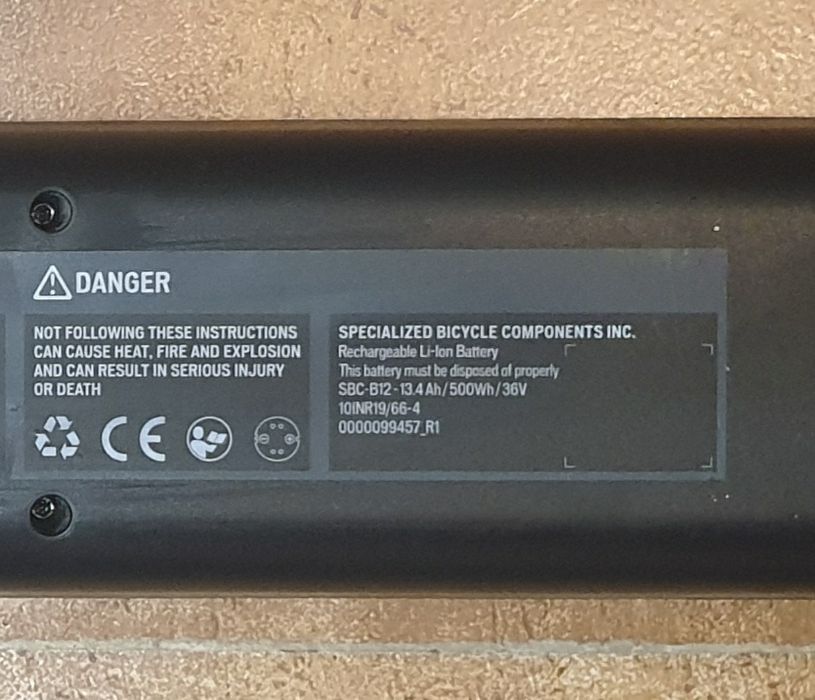 DANGER
NOT FOLLOWING THESE INSTRUCTIONS
CAN CAUSE HEAT, FIRE AND EXPLOSION
AND CAN RESULT IN SERIOUS INJURY
OR DEATH
CE
SPECIALIZED BICYCLE COMPONENTS INC.
Rechargeable Li-Ion Battery
This battery must be disposed of properly
SBC-B12-13.4Ah/500Wh/36V
10INR19/66-4
0000099457_R1